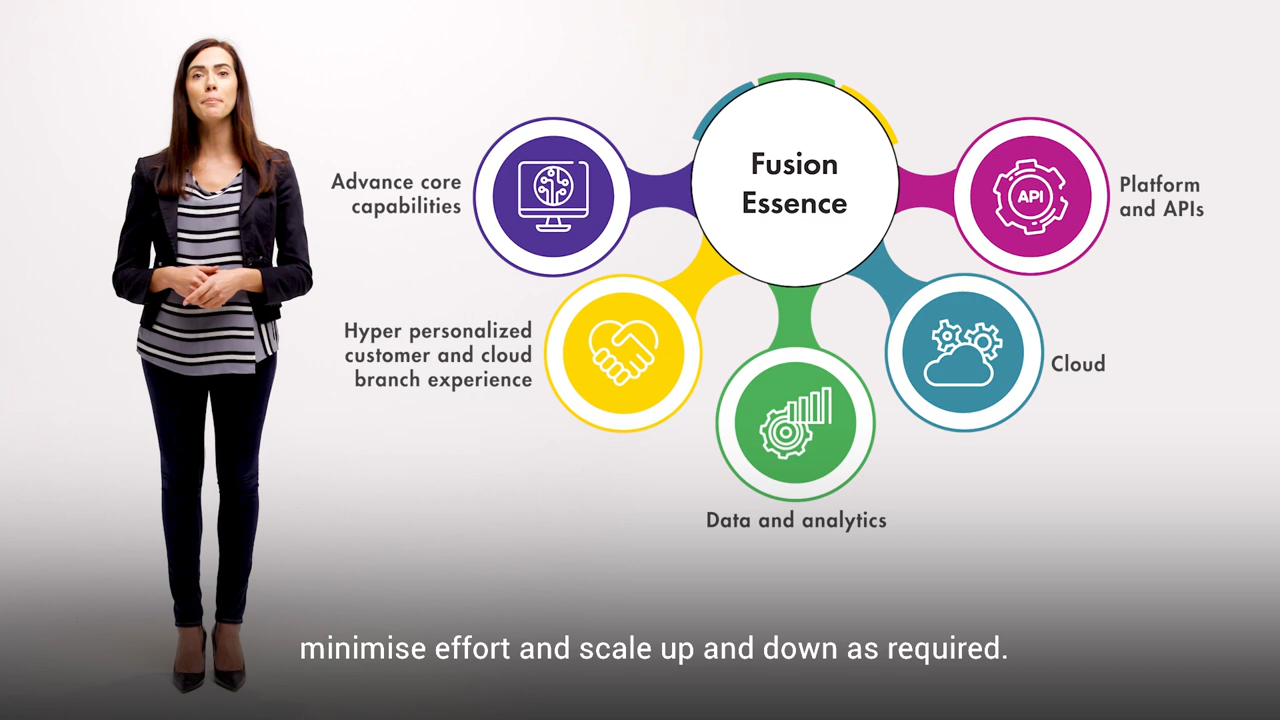 Fusion
Essence
Advance core
capabilities
API
Platform
and APIs
Hyper personalized
customer and cloud
branch experience
Cloud
Data and analytics
minimise effort and scale up and down as required.